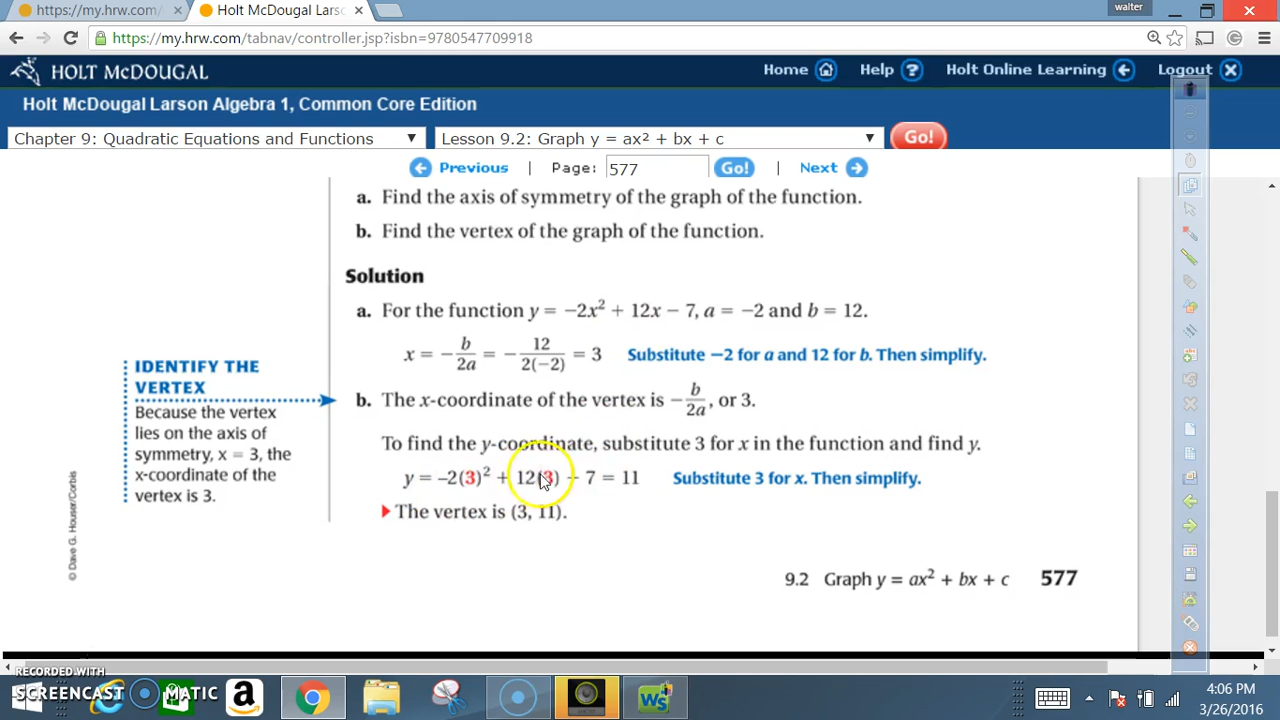 https://my.hrw.com/tabnav/ ×
Holt McDougal Lars ×
walter
https://my.hrw.com/tabnav/controller.jsp?isbn=9780547709918
HOLT McDOUGAL
Home
Help ?
Holt Online Learning
Logout
Holt McDougal Larson Algebra 1, Common Core Edition
Chapter 9: Quadratic Equations and Functions
Lesson 9.2: Graph y = ax² + bx + c
Go!
Previous | Page: 577 Go! | Next
a. Find the axis of symmetry of the graph of the function.
b. Find the vertex of the graph of the function.
Solution
a. For the function y = −2x² + 12x − 7, a = −2 and b = 12.
x = − b/2a = − 12/2(−2) = 3 Substitute −2 for a and 12 for b. Then simplify.
IDENTIFY THE
VERTEX
Because the vertex
lies on the axis of
symmetry, x = 3, the
x-coordinate of the
vertex is 3.
b. The x-coordinate of the vertex is − b/2a, or 3.
To find the y-coordinate, substitute 3 for x in the function and find y.
y = −2(3)² + 12(3) − 7 = 11 Substitute 3 for x. Then simplify.
The vertex is (3, 11).
© Dave G. Houser/Corbis
9.2 Graph y = ax² + bx + c 577
RECORDED WITH
SCREENCAST MATIC
4:06 PM
3/26/2016